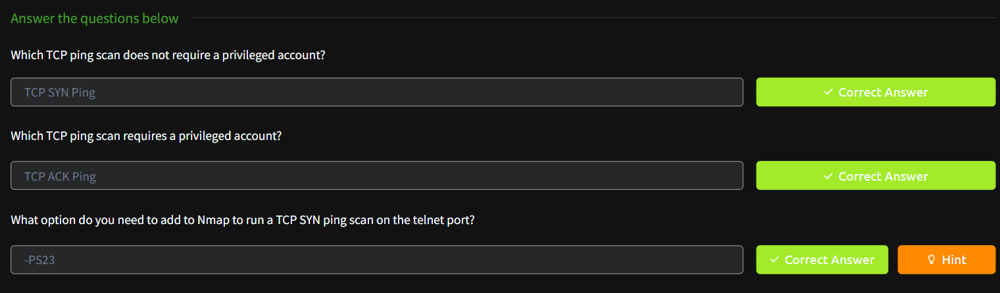 Answer the questions below
Which TCP ping scan does not require a privileged account?
TCP SYN Ping
Correct Answer
Which TCP ping scan requires a privileged account?
TCP ACK Ping
Correct Answer
What option do you need to add to Nmap to run a TCP SYN ping scan on the telnet port?
-PS23
Correct Answer
Hint